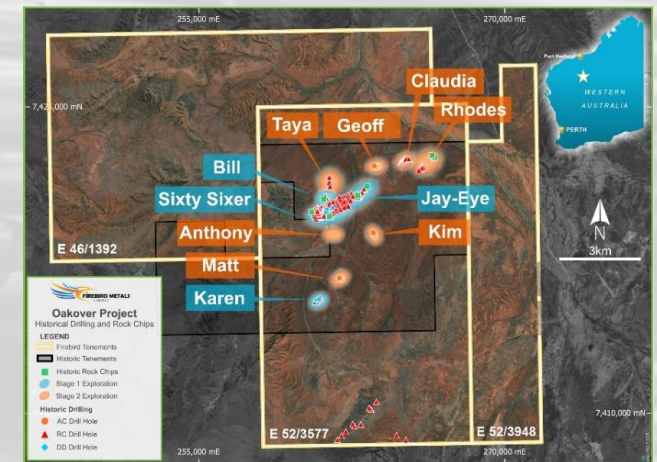 255,000 mE
270,000 mE
Port Hedland
WESTERN
AUSTRALIA
PERTH
7,425,000 mN
Claudia
Rhodes
Geoff
Taya
Bill
Sixty Sixer
Jay-Eye
Anthony
Kim
Matt
Karen
N
3km
E 46/1392
FIREBIRD METALS
Oakover Project
Historical Drilling and Rock Chips
LEGEND
Firebird Tenements
Historic Tenements
Historic Rock Chips
Stage 1 Exploration
Stage 2 Exploration
Historic Drilling
AC Drill Hole
RC Drill Hole
DD Drill Hole
7,410,000 mN
E 52/3577
E 52/3948
255,000 mE
270,000 mE